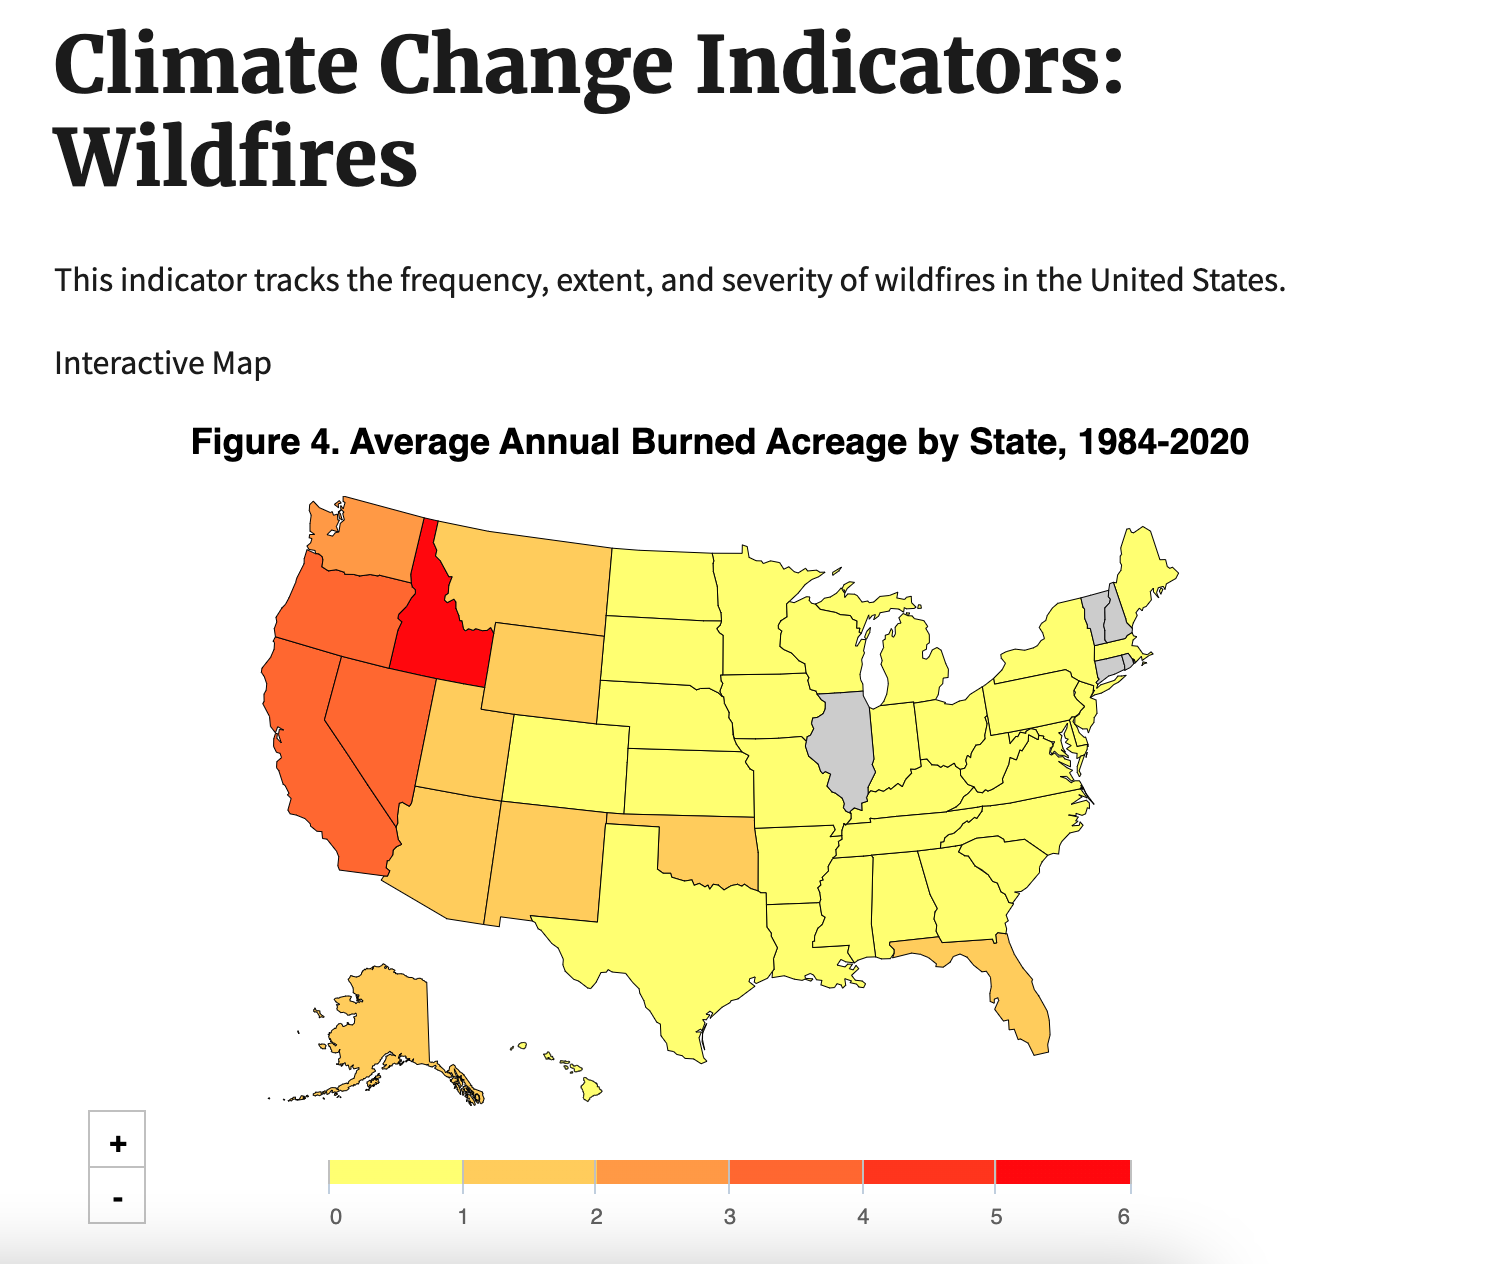 Climate Change Indicators:
Wildfires
This indicator tracks the frequency, extent, and severity of wildfires in the United States.
Interactive Map
Figure 4. Average Annual Burned Acreage by State, 1984-2020
+
-
0 1 2 3 4 5 6